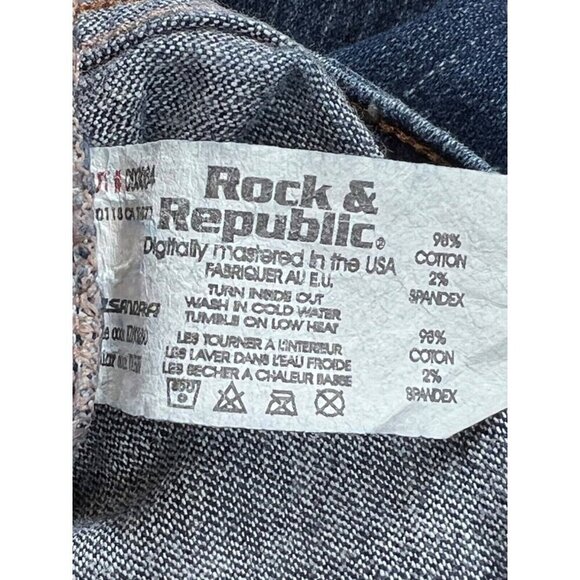 Rock &
Republic®
Digitally mastered in the USA
FABRIQUER AU E.U.
TURN INSIDE OUT
WASH IN COLD WATER
TUMBLE ON LOW HEAT
LES TOURNER A L'INTERIEUR
LES LAVER DANS L'EAU FROIDE
LES SECHER A CHALEUR BASSE
98%
COTTON
2%
SPANDEX
98%
COTON
2%
SPANDEX